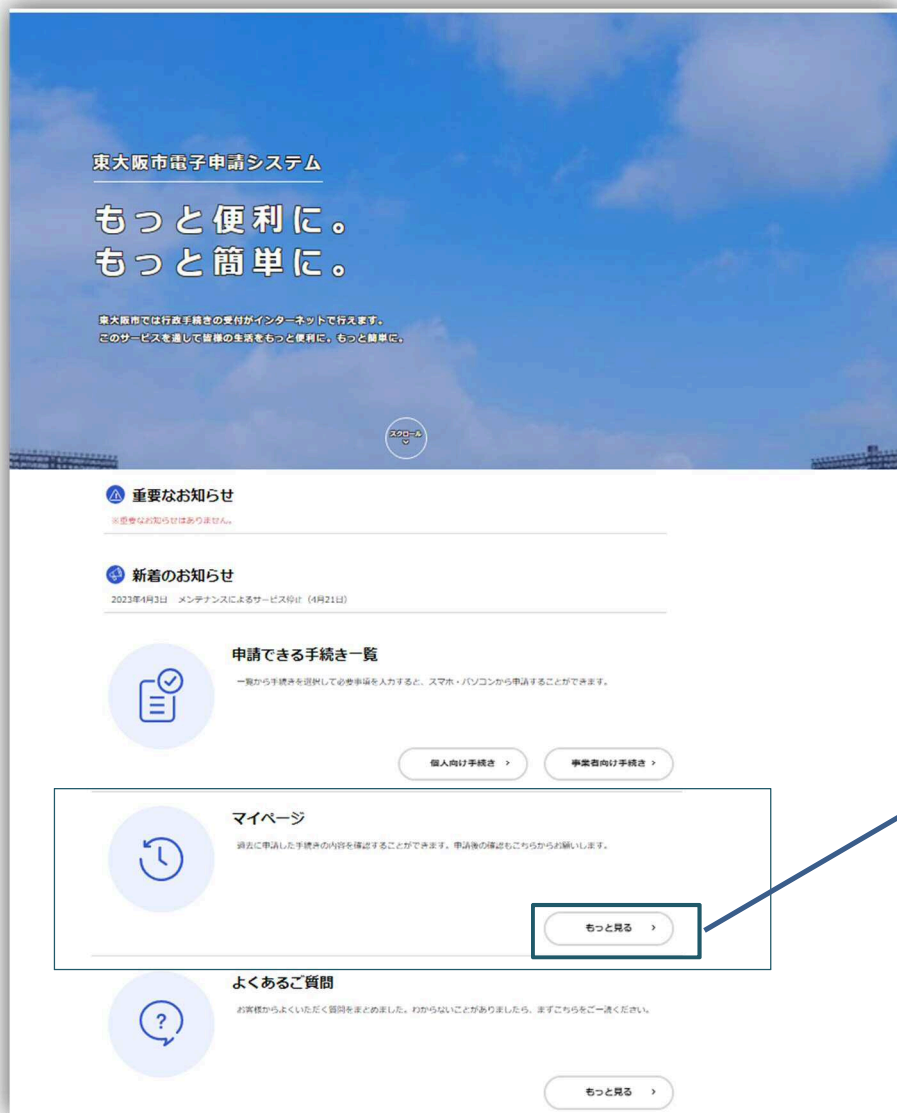 東大阪市電子申請システム
もっと便利に。
もっと簡単に。
東大阪市では行政手続きの受付がインターネットで行えます。
このサービスを通して皆様の生活をもっと便利に。もっと簡単に。
スクロール
重要なお知らせ
※重要なお知らせはありません。
新着のお知らせ
2023年4月3日 メンテナンスによるサービス停止（4月21日）
申請できる手続き一覧
一覧から手続きを選択して必要事項を入力すると、スマホ・パソコンから申請することができます。
個人向け手続き
事業者向け手続き
マイページ
過去に申請した手続きの内容を確認することができます。申請後の確認もこちらからお願いします。
もっと見る
よくあるご質問
お客様からよくいただく質問をまとめました。わからないことがありましたら、まずこちらをご一読ください。
もっと見る